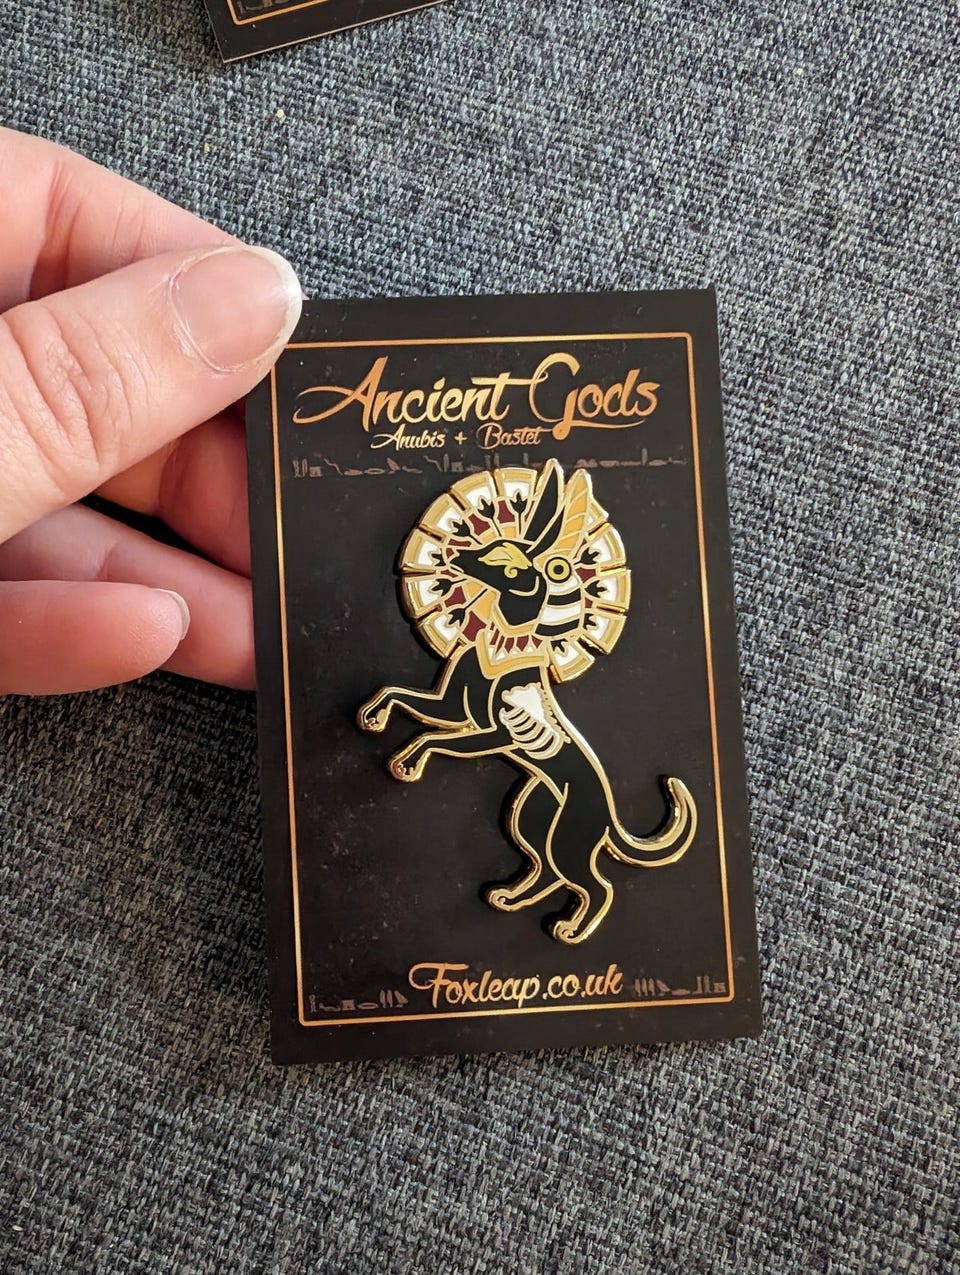 Ancient Gods
Anubis + Bastet
Foxleap.co.uk